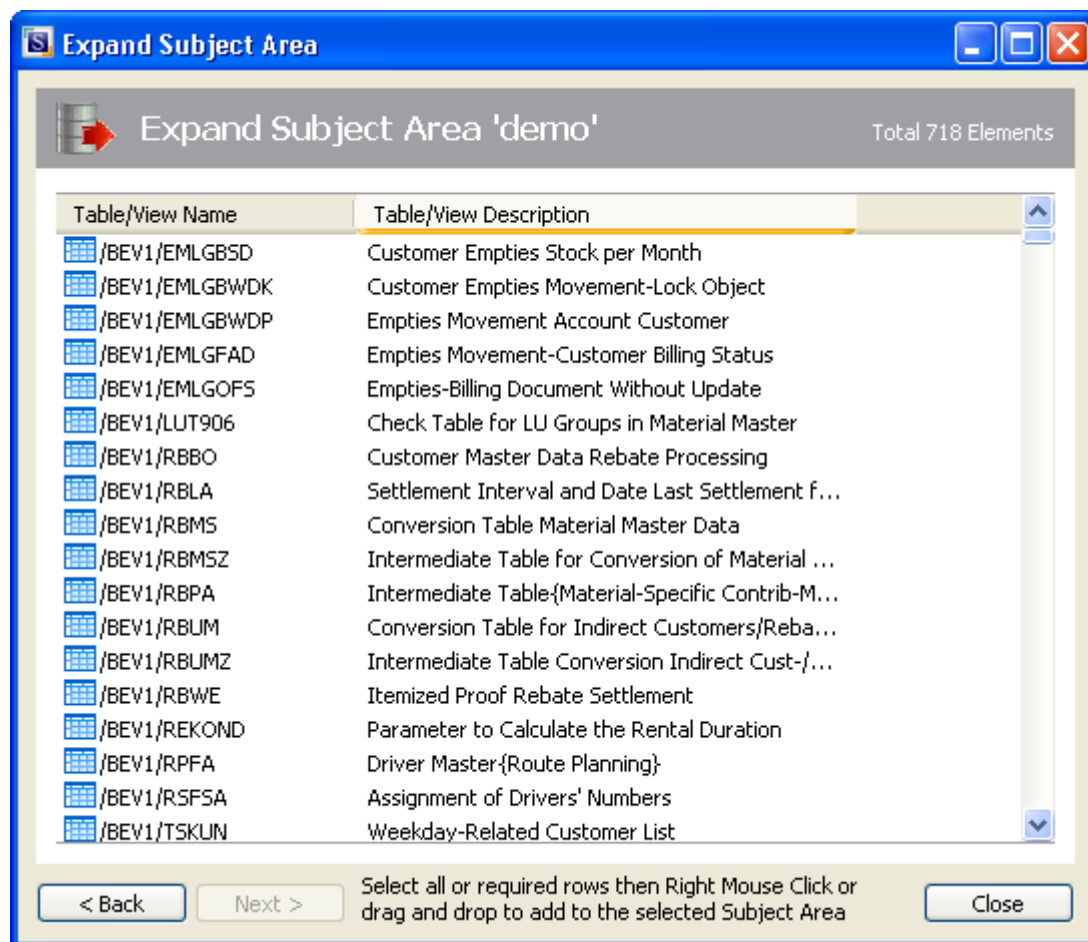 Expand Subject Area
Expand Subject Area 'demo' Total 718 Elements
Table/View Name Table/View Description
/BEV1/EMLGBSD Customer Empties Stock per Month
/BEV1/EMLGBWDK Customer Empties Movement-Lock Object
/BEV1/EMLGBWDP Empties Movement Account Customer
/BEV1/EMLGFAD Empties Movement-Customer Billing Status
/BEV1/EMLGOFS Empties-Billing Document Without Update
/BEV1/LUT906 Check Table for LU Groups in Material Master
/BEV1/RBBO Customer Master Data Rebate Processing
/BEV1/RBLA Settlement Interval and Date Last Settlement f...
/BEV1/RBMS Conversion Table Material Master Data
/BEV1/RBMSZ Intermediate Table for Conversion of Material ...
/BEV1/RBPA Intermediate Table{Material-Specific Contrib-M...
/BEV1/RBUM Conversion Table for Indirect Customers/Reba...
/BEV1/RBUMZ Intermediate Table Conversion Indirect Cust-/...
/BEV1/RBWE Itemized Proof Rebate Settlement
/BEV1/REKOND Parameter to Calculate the Rental Duration
/BEV1/RPFA Driver Master{Route Planning}
/BEV1/RSFSA Assignment of Drivers' Numbers
/BEV1/TSKUN Weekday-Related Customer List
Select all or required rows then Right Mouse Click or
< Back Next > drag and drop to add to the selected Subject Area Close